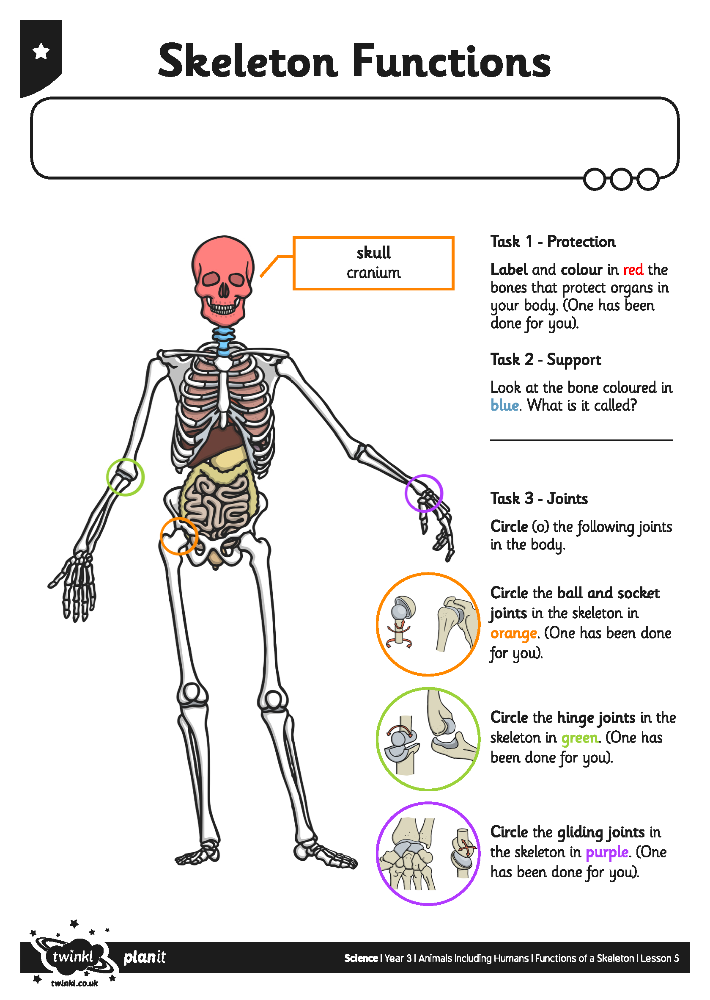 Skeleton Functions
skull
cranium
Task 1 - Protection
Label and colour in red the
bones that protect organs in
your body. (One has been
done for you).
Task 2 - Support
Look at the bone coloured in
blue. What is it called?
Task 3 - Joints
Circle (o) the following joints
in the body.
Circle the ball and socket
joints in the skeleton in
orange. (One has been done
for you).
Circle the hinge joints in the
skeleton in green. (One has
been done for you).
Circle the gliding joints in
the skeleton in purple. (One
has been done for you).
twinkl
twinkl.co.uk
planit
Science | Year 3 | Animals Including Humans | Functions of a Skeleton | Lesson 5